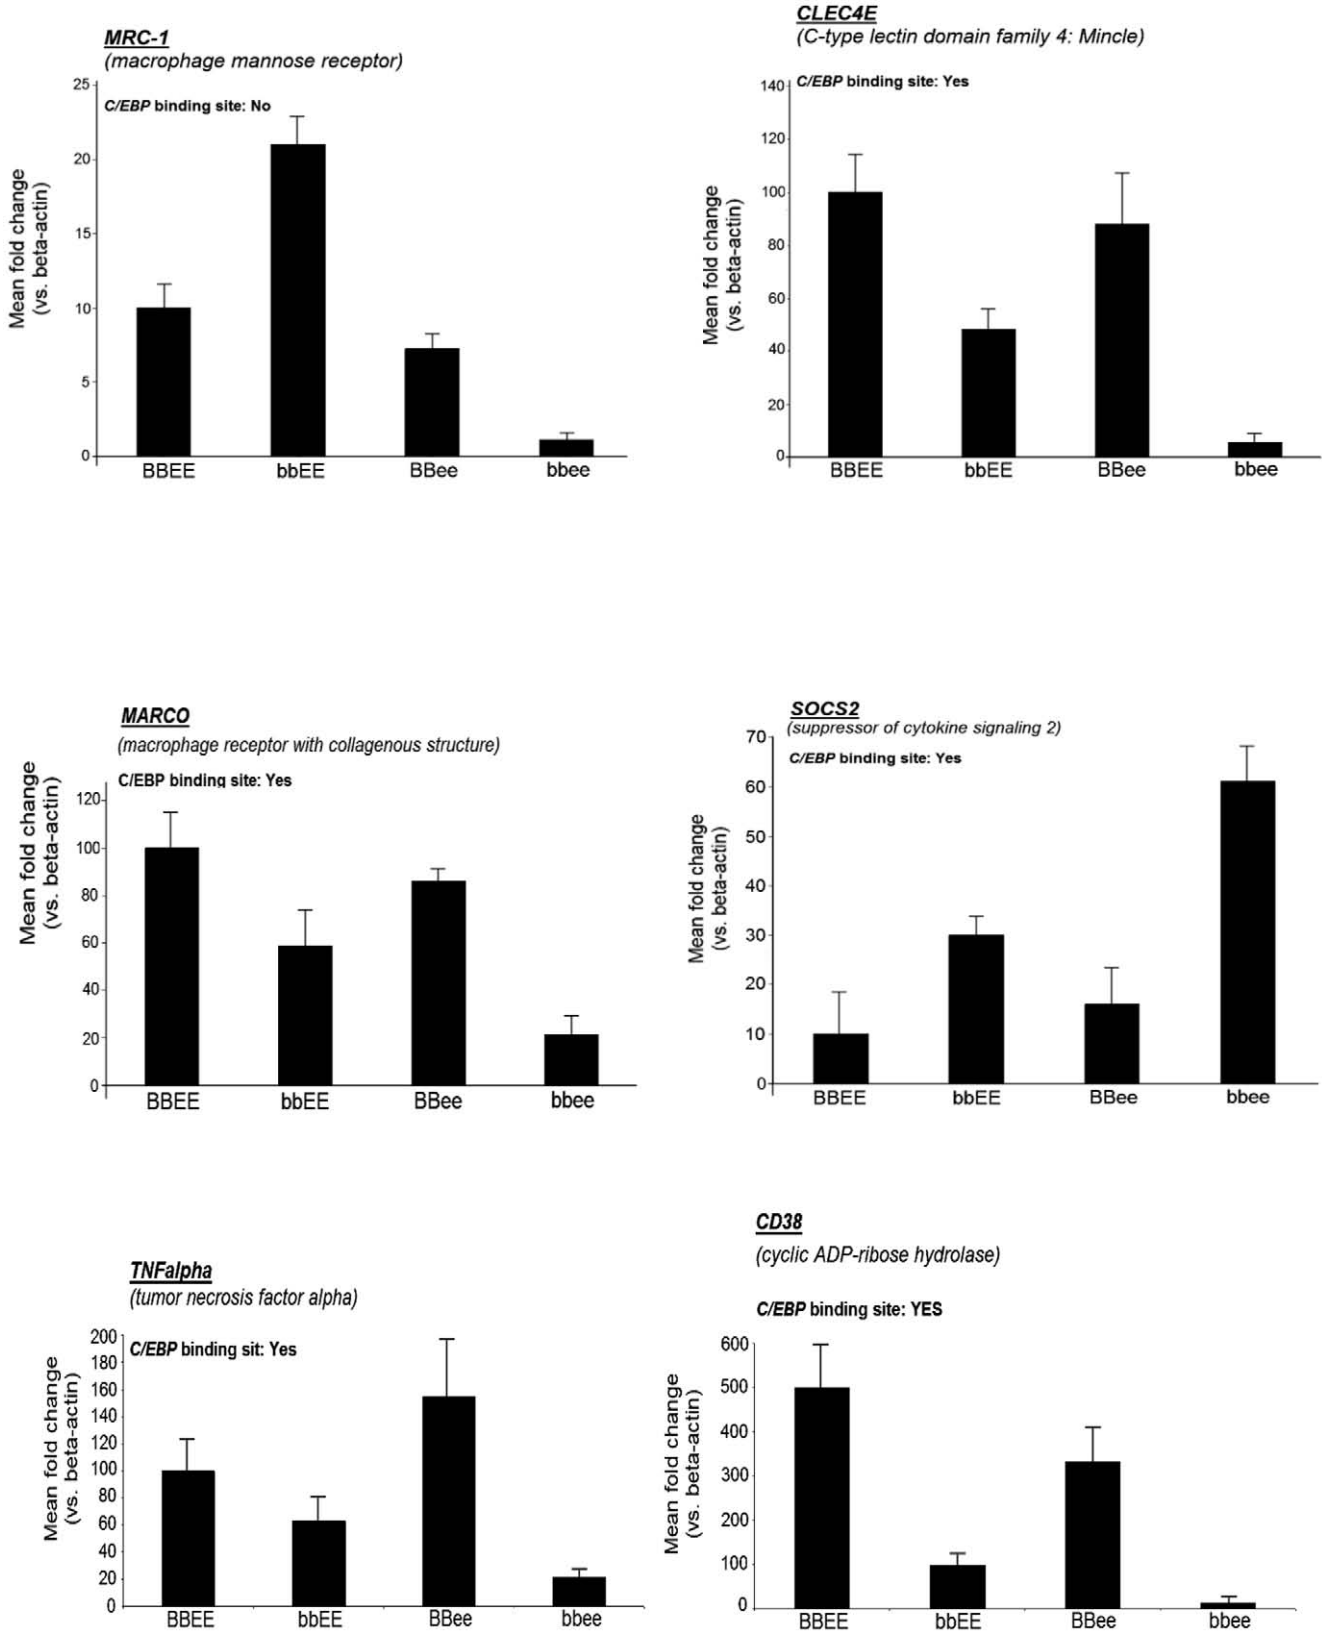 MRC-1
(macrophage mannose receptor)
C/EBP binding site: No
Mean fold change
(vs. beta-actin)
25
20
15
10
5
0
BBEE bbEE BBee bbee
CLEC4E
(C-type lectin domain family 4: Mincle)
C/EBP binding site: Yes
Mean fold change
(vs. beta-actin)
140
120
100
80
60
40
20
0
BBEE bbEE BBee bbee
MARCO
(macrophage receptor with collagenous structure)
C/EBP binding site: Yes
Mean fold change
(vs. beta-actin)
120
100
80
60
40
20
0
BBEE bbEE BBee bbee
SOCS2
(suppressor of cytokine signaling 2)
C/EBP binding site: Yes
Mean fold change
(vs. beta-actin)
70
60
50
40
30
20
10
0
BBEE bbEE BBee bbee
TNFalpha
(tumor necrosis factor alpha)
C/EBP binding sit: Yes
Mean fold change
(vs. beta-actin)
200
180
160
140
120
100
80
60
40
20
0
BBEE bbEE BBee bbee
CD38
(cyclic ADP-ribose hydrolase)
C/EBP binding site: YES
Mean fold change
(vs. beta-actin)
600
500
400
300
200
100
0
BBEE bbEE BBee bbee